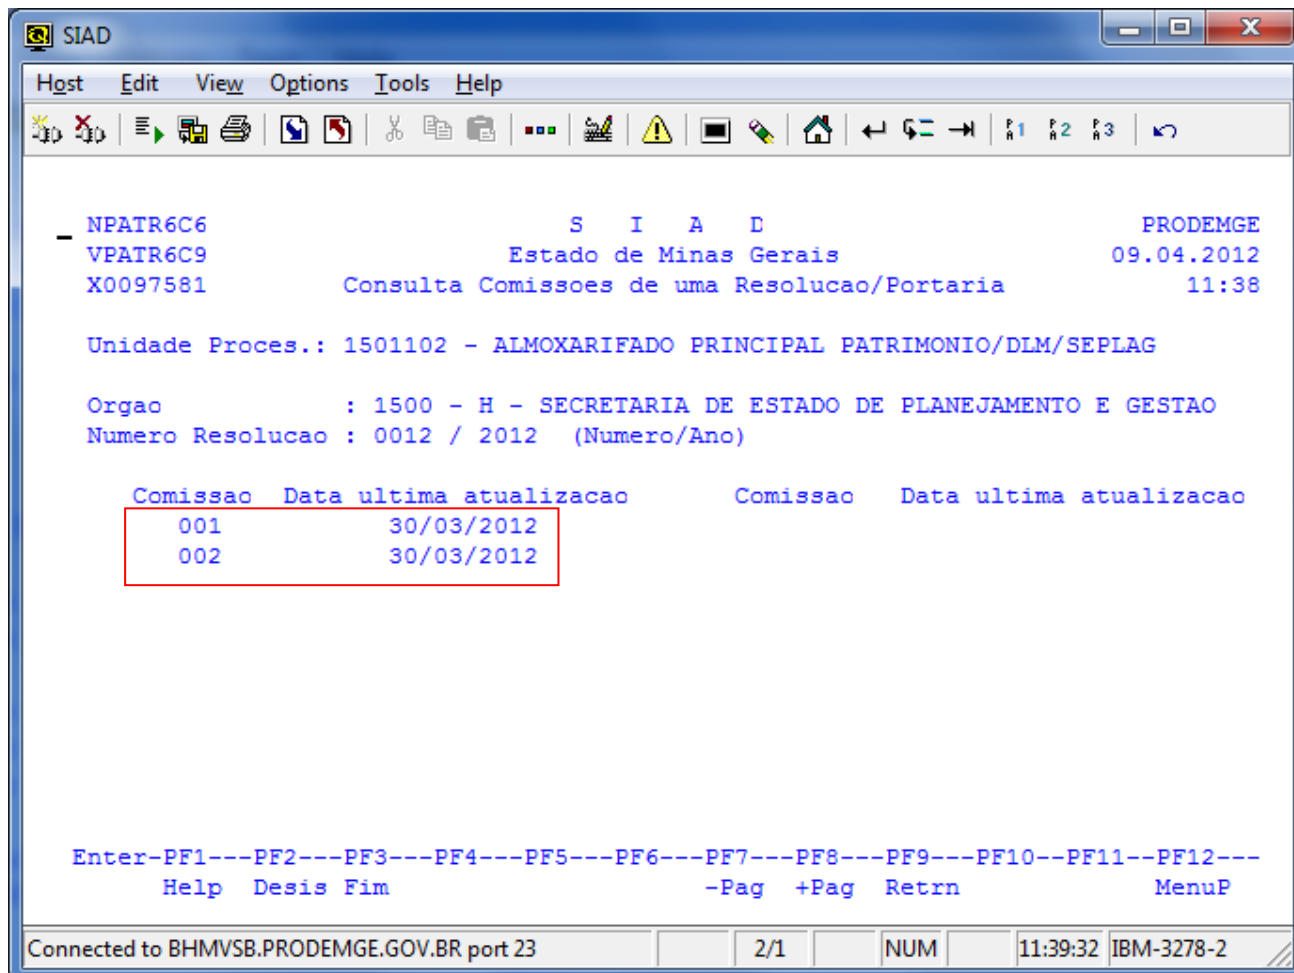 SIAD
Host Edit View Options Tools Help
PA1 PA2 PA3
NPATR6C6 S I A D PRODEMGE
VPATR6C9 Estado de Minas Gerais 09.04.2012
X0097581 Consulta Comissoes de uma Resolucao/Portaria 11:38
Unidade Proces.: 1501102 - ALMOXARIFADO PRINCIPAL PATRIMONIO/DLM/SEPLAG
Orgao : 1500 - H - SECRETARIA DE ESTADO DE PLANEJAMENTO E GESTAO
Numero Resolucao : 0012 / 2012 (Numero/Ano)
Comissao Data ultima atualizacao Comissao Data ultima atualizacao
001 30/03/2012
002 30/03/2012
Enter-PF1---PF2---PF3---PF4---PF5---PF6---PF7---PF8---PF9---PF10--PF11--PF12---
Help Desis Fim -Pag +Pag Retrn MenuP
Connected to BHMVSB.PRODEMGE.GOV.BR port 23 2/1 NUM 11:39:32 IBM-3278-2